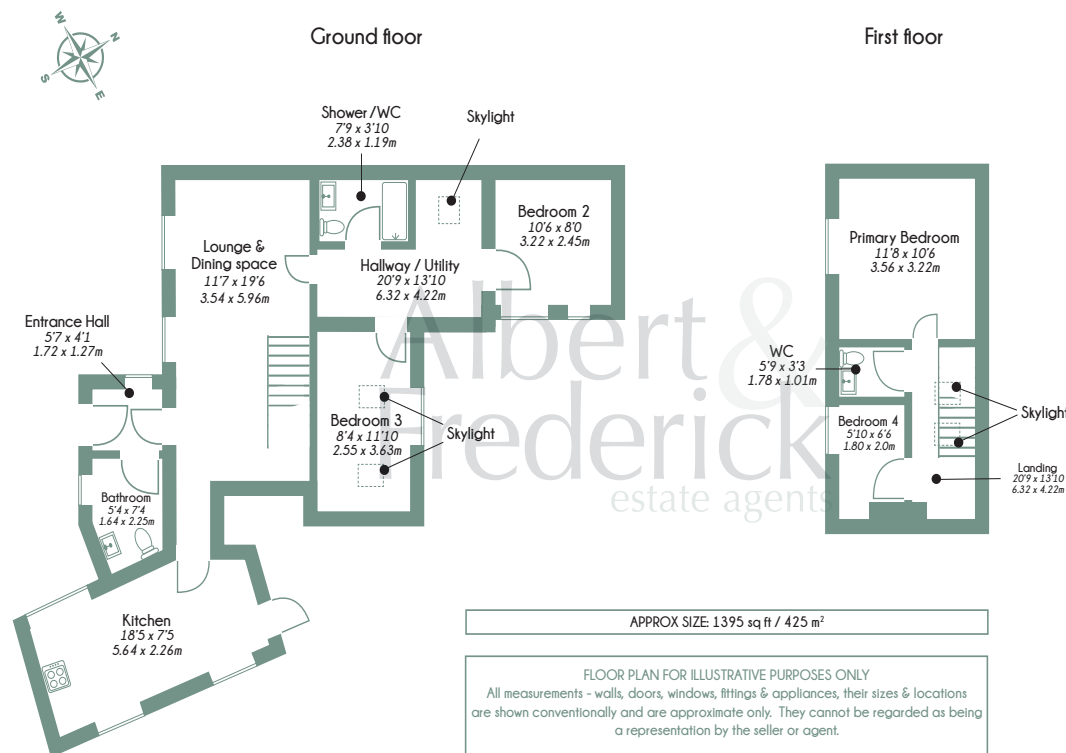 Ground floor
First floor
N
S
E
W
Shower /WC
7'9 x 3'10
2.38 x 1.19m
Skylight
Lounge &
Dining space
11'7 x 19'6
3.54 x 5.96m
Hallway / Utility
20'9 x 13'10
6.32 x 4.22m
Bedroom 2
10'6 x 8'0
3.22 x 2.45m
Entrance Hall
5'7 x 4'1
1.72 x 1.27m
Bedroom 3
8'4 x 11'10
2.55 x 3.63m
Skylight
Bathroom
5'4 x 7'4
1.64 x 2.25m
Kitchen
18'5 x 7'5
5.64 x 2.26m
Primary Bedroom
11'8 x 10'6
3.56 x 3.22m
WC
5'9 x 3'3
1.78 x 1.01m
Bedroom 4
5'10 x 6'6
1.80 x 2.0m
Skylight
Landing
20'9 x 13'10
6.32 x 4.22m
Albert &
Frederick
estate agents
APPROX SIZE: 1395 sq ft / 425 m²
FLOOR PLAN FOR ILLUSTRATIVE PURPOSES ONLY
All measurements - walls, doors, windows, fittings & appliances, their sizes & locations
are shown conventionally and are approximate only. They cannot be regarded as being
a representation by the seller or agent.